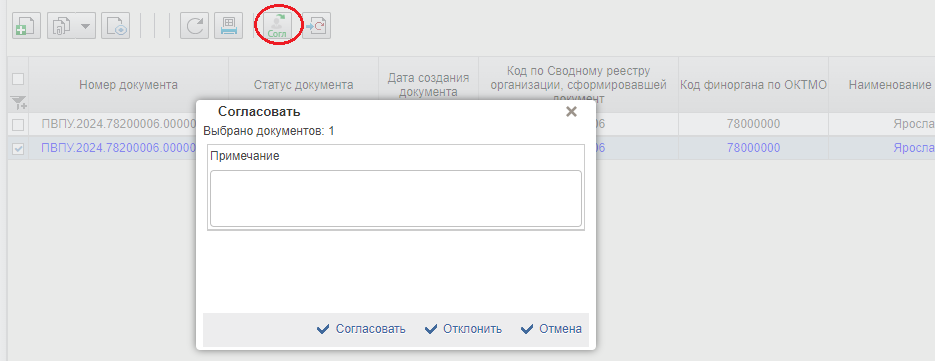 Согл
Номер документа
Статус документа
Дата создания
документа
Код по Сводному реестру
организации, сформировавшей
документ
Код финоргана по ОКТМО
Наименование
ПВПУ.2024.78200006.00000
06
78000000
Яросла
ПВПУ.2024.78200006.00000
06
78000000
Яросла
Согласовать
Выбрано документов: 1
Примечание
Согласовать
Отклонить
Отмена